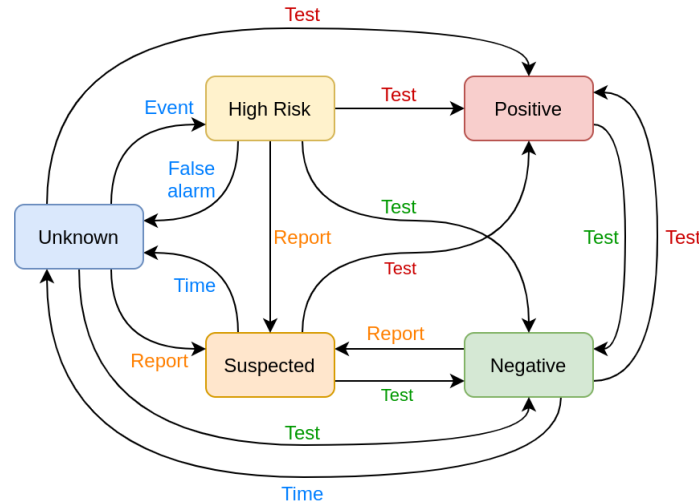 Test
Event
High Risk
Test
Positive
False
alarm
Test
Unknown
Report
Test
Test
Time
Test
Report
Report
Suspected
Negative
Test
Test
Time